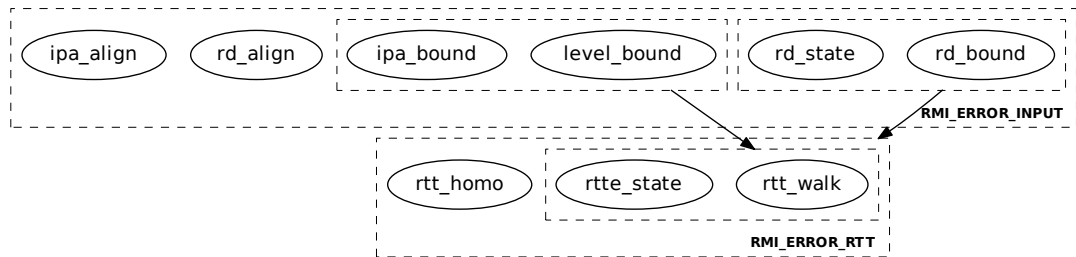 ipa_align rd_align ipa_bound level_bound rd_state rd_bound
RMI_ERROR_INPUT
rtt_homo rtte_state rtt_walk
RMI_ERROR_RTT